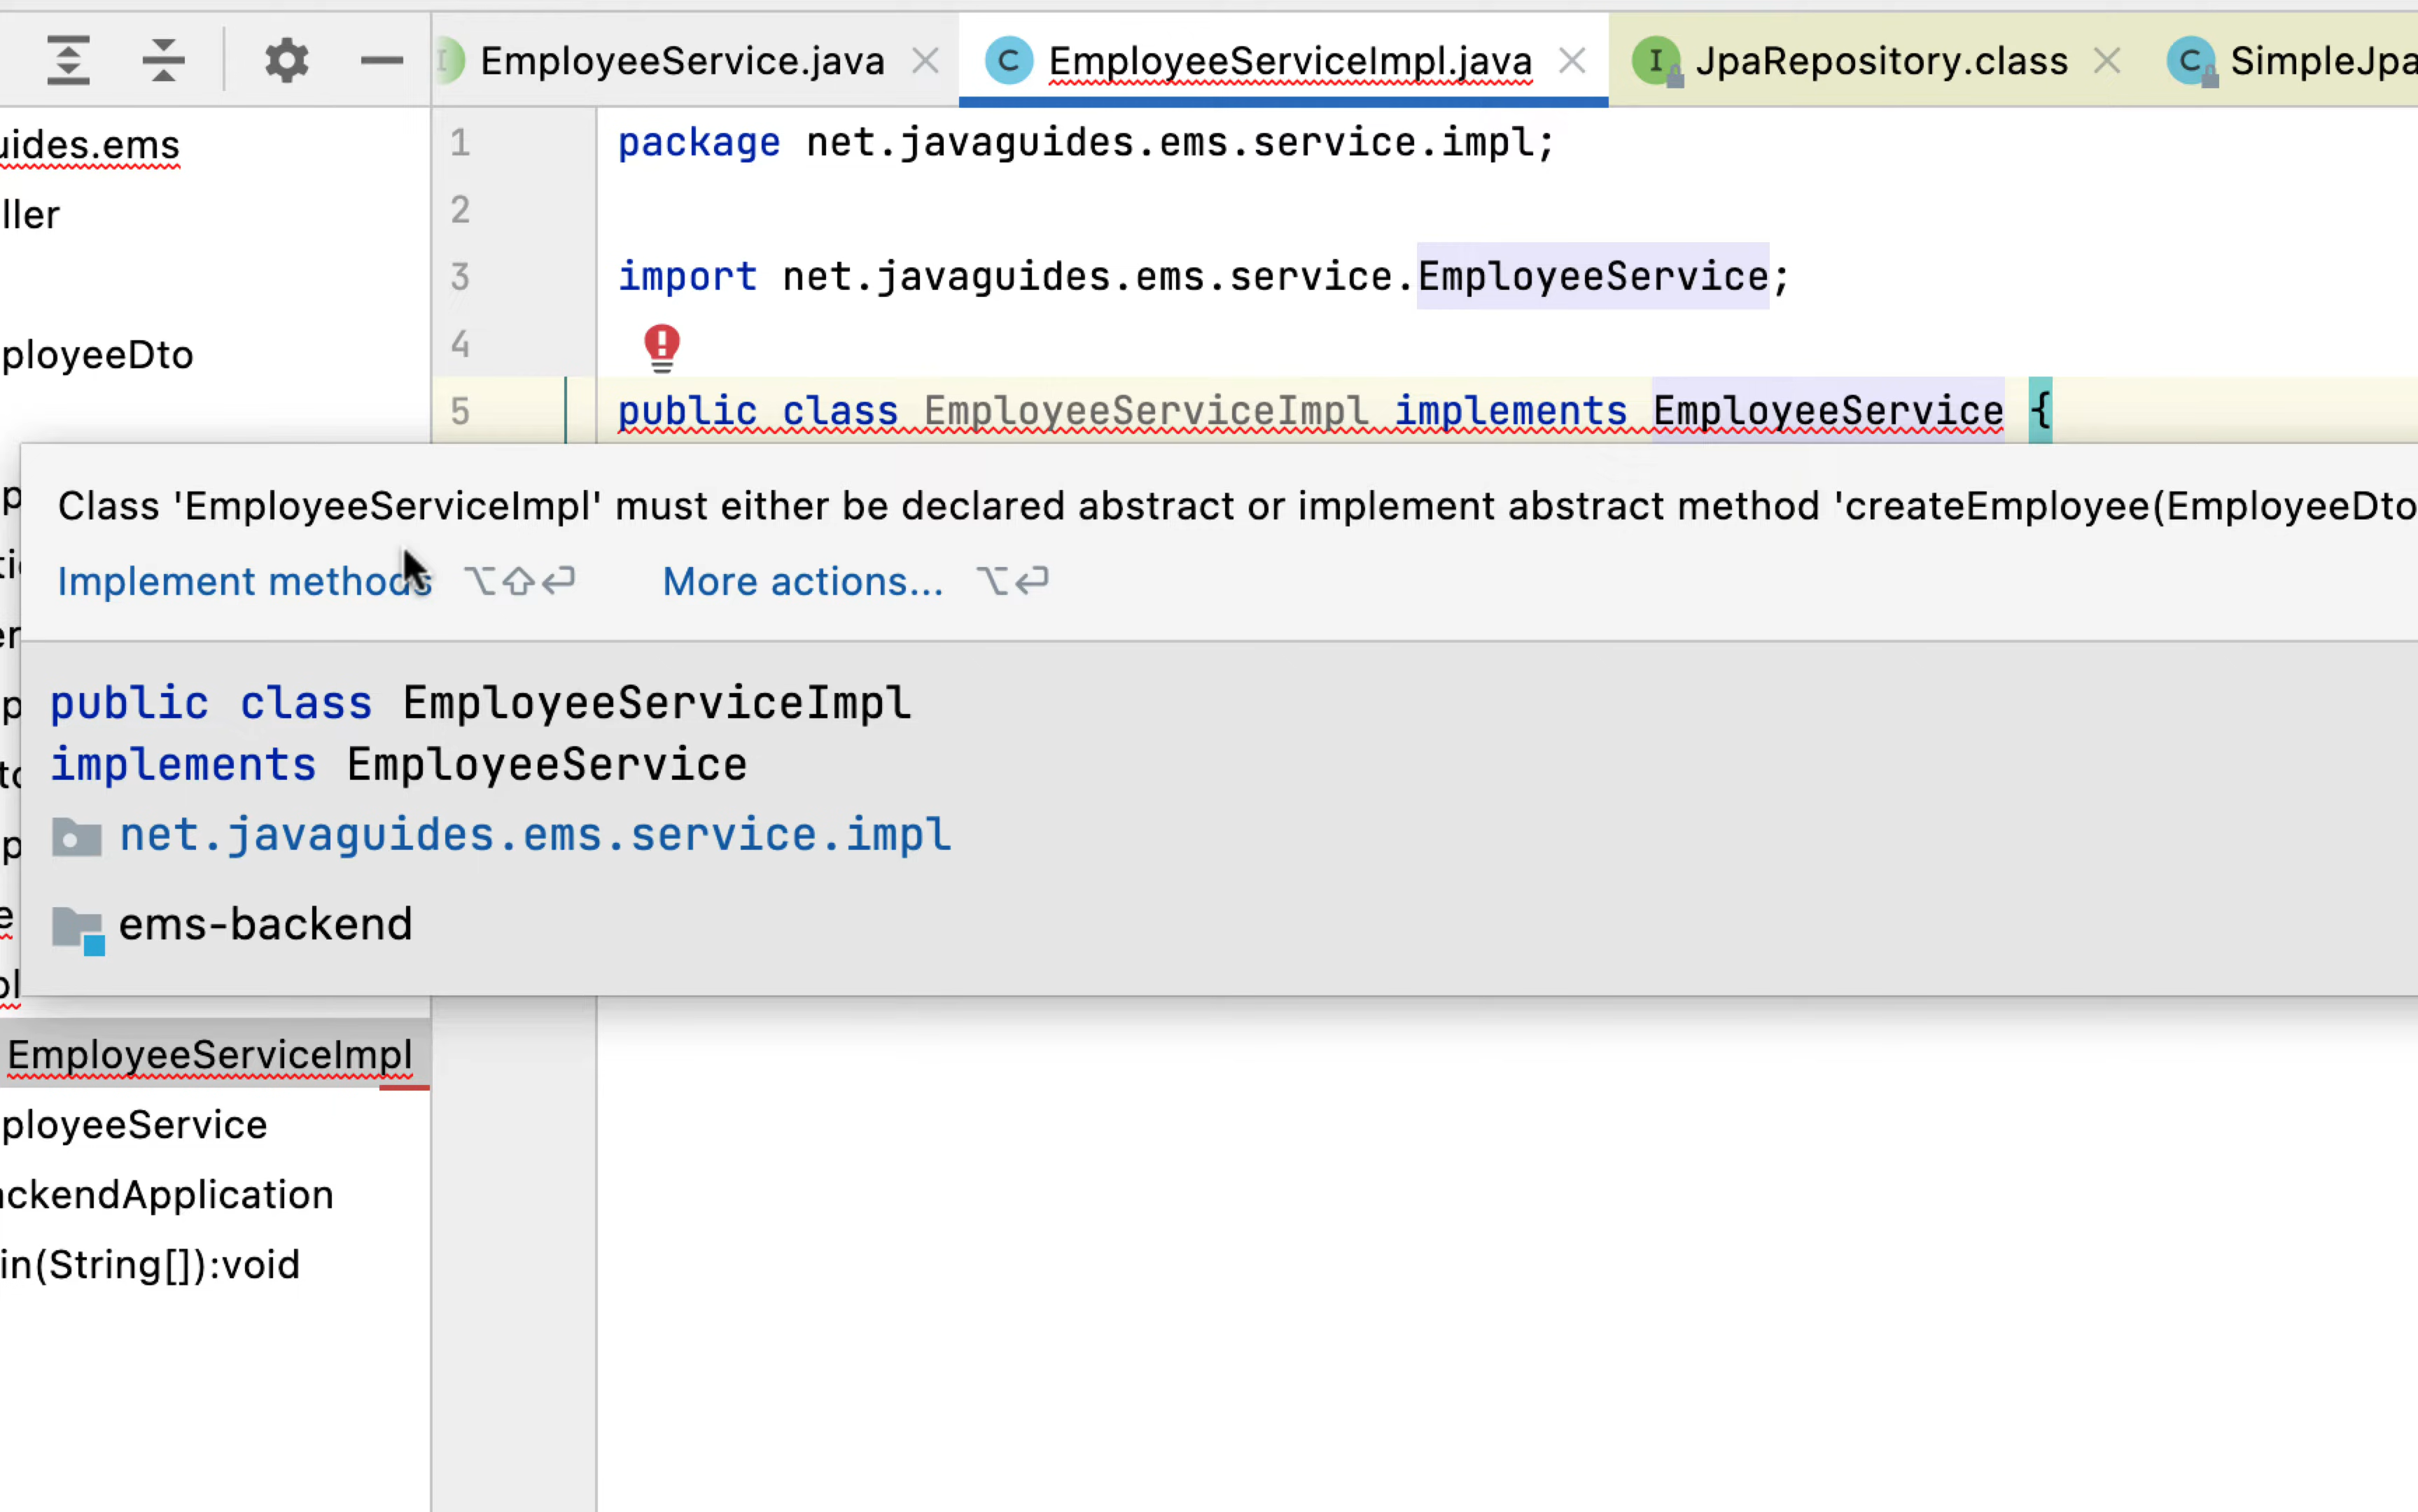 EmployeeService.java
EmployeeServiceImpl.java
JpaRepository.class
SimpleJpa
uides.ems
ller
ployeeDto
1 package net.javaguides.ems.service.impl;
2
3 import net.javaguides.ems.service.EmployeeService;
4
5 public class EmployeeServiceImpl implements EmployeeService {
Class 'EmployeeServiceImpl' must either be declared abstract or implement abstract method 'createEmployee(EmployeeDto
Implement methods ⌥⇧↩ More actions... ⌥↩
public class EmployeeServiceImpl
implements EmployeeService
net.javaguides.ems.service.impl
ems-backend
EmployeeServiceImpl
ployeeService
ackendApplication
in(String[]):void